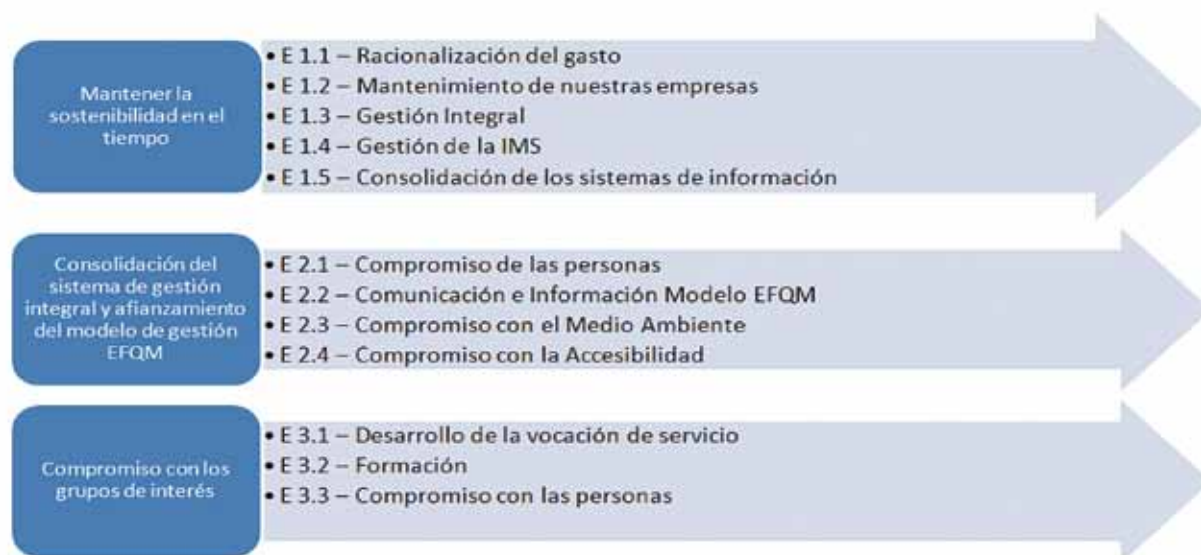 Mantener la
sostenibilidad en el
tiempo
• E 1.1 – Racionalización del gasto
• E 1.2 – Mantenimiento de nuestras empresas
• E 1.3 – Gestión Integral
• E 1.4 – Gestión de la IMS
• E 1.5 – Consolidación de los sistemas de información
Consolidación del
sistema de gestión
integral y afianzamiento
del modelo de gestión
EFQM
• E 2.1 – Compromiso de las personas
• E 2.2 – Comunicación e Información Modelo EFQM
• E 2.3 – Compromiso con el Medio Ambiente
• E 2.4 – Compromiso con la Accesibilidad
Compromiso con los
grupos de interés
• E 3.1 – Desarrollo de la vocación de servicio
• E 3.2 – Formación
• E 3.3 – Compromiso con las personas